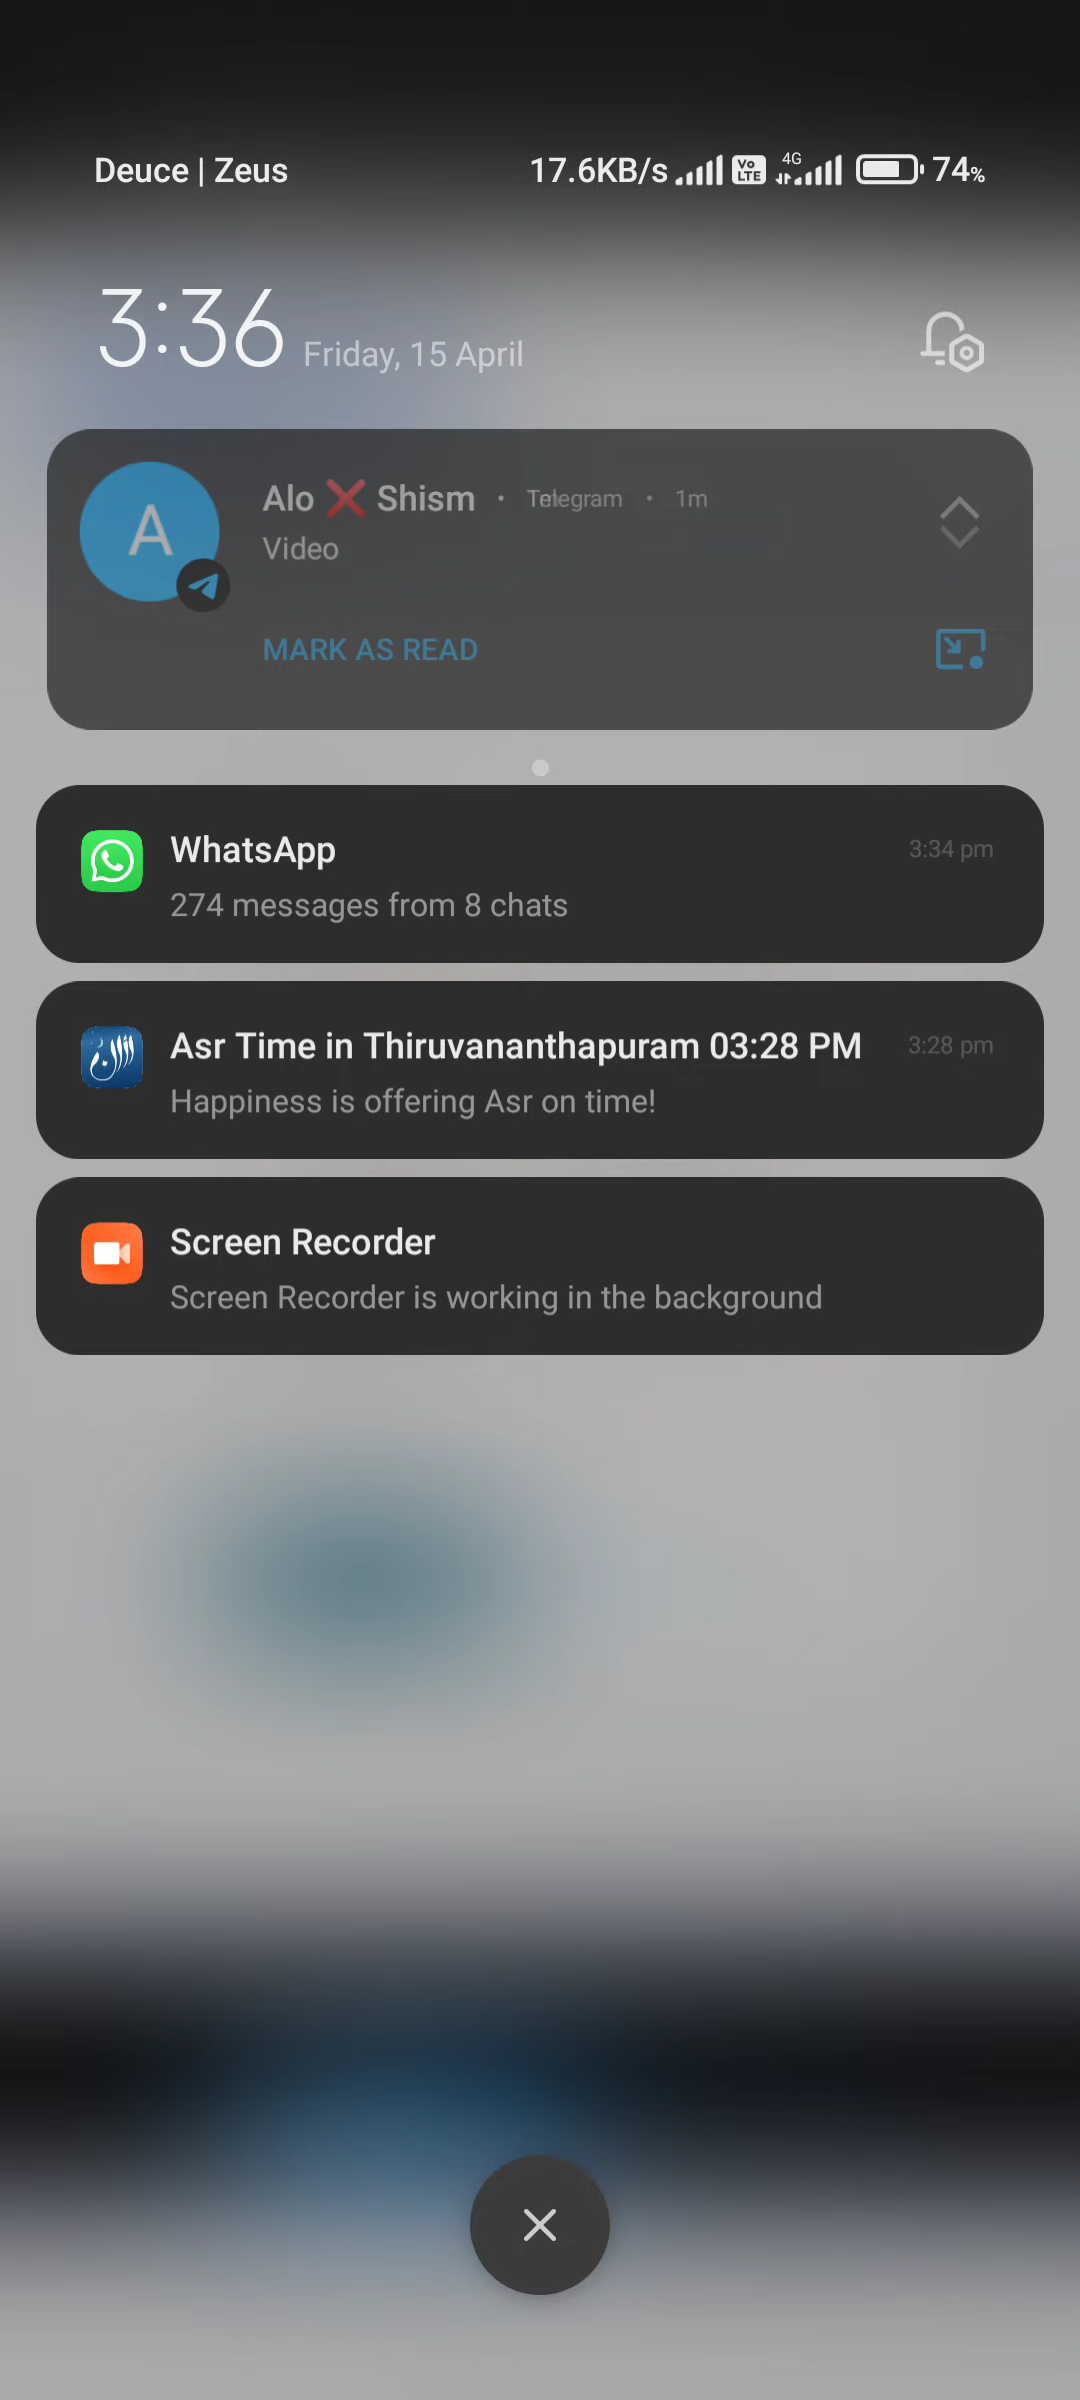 Deuce | Zeus 17.6KB/s Vo LTE 4G 74%
3:36 Friday, 15 April
A Alo ❌ Shism • Telegram • 1m
Video
MARK AS READ
WhatsApp 3:34 pm
274 messages from 8 chats
Asr Time in Thiruvananthapuram 03:28 PM 3:28 pm
Happiness is offering Asr on time!
Screen Recorder
Screen Recorder is working in the background